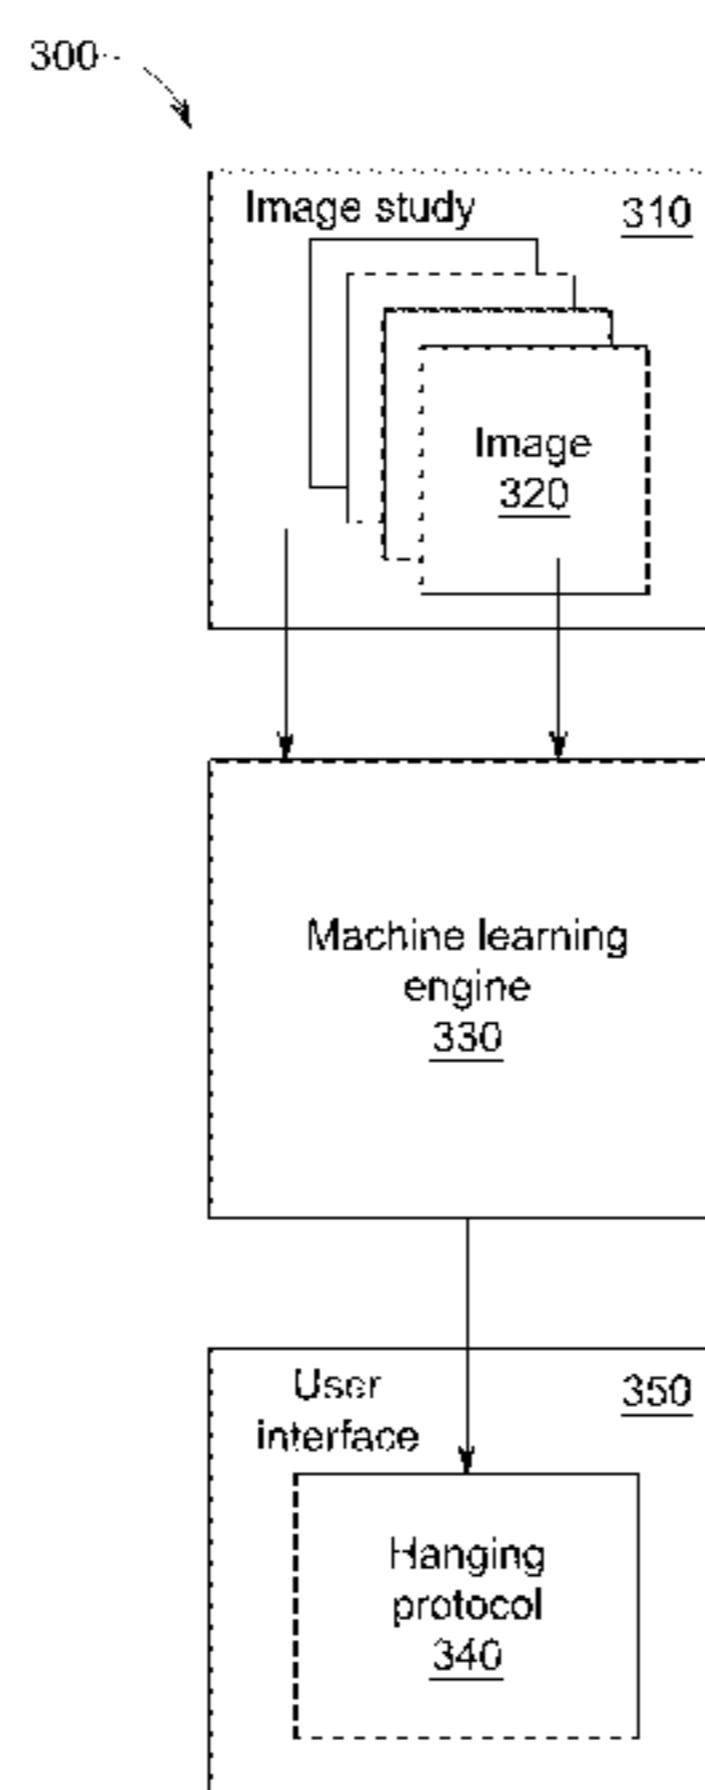 300
Image study 310
Image
320
Machine learning
engine
330
User 350
interface
Hanging
protocol
340